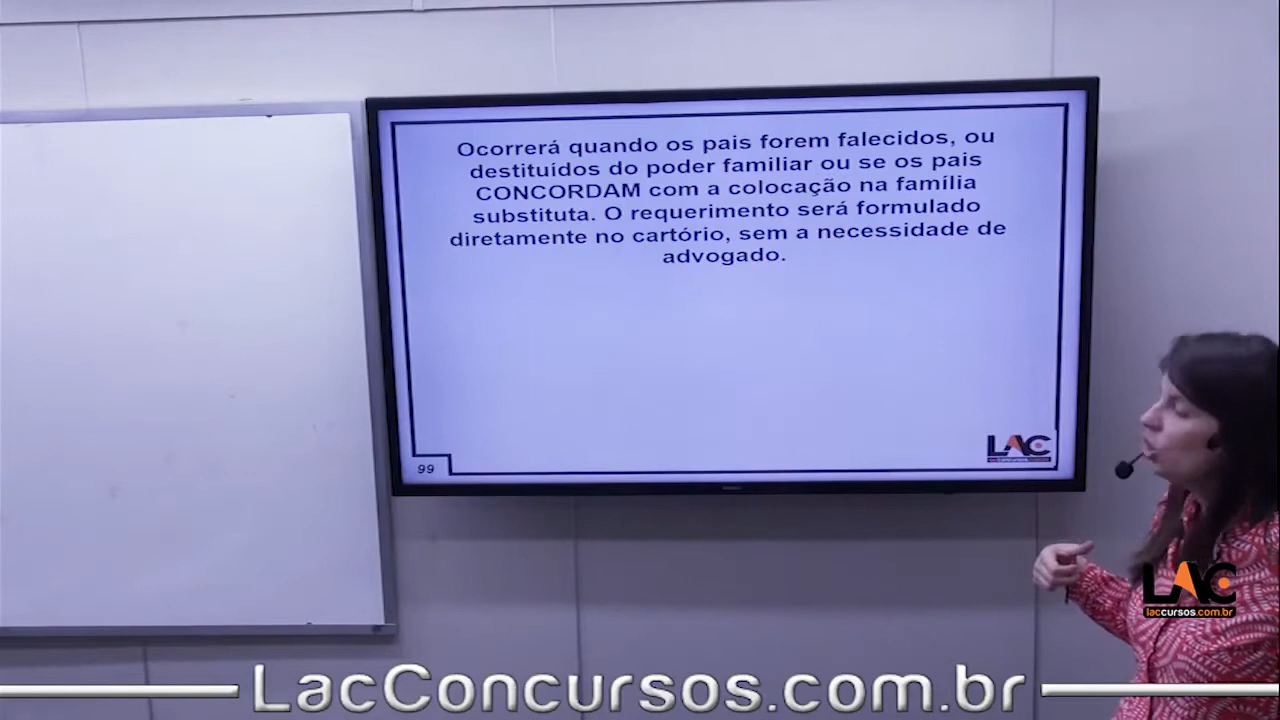 Ocorrerá quando os pais forem falecidos, ou
destituídos do poder familiar ou se os pais
CONCORDAM com a colocação na família
substituta. O requerimento será formulado
diretamente no cartório, sem a necessidade de
advogado.
LAC
99
LAC
laccursos.com.br
LacConcursos.com.br